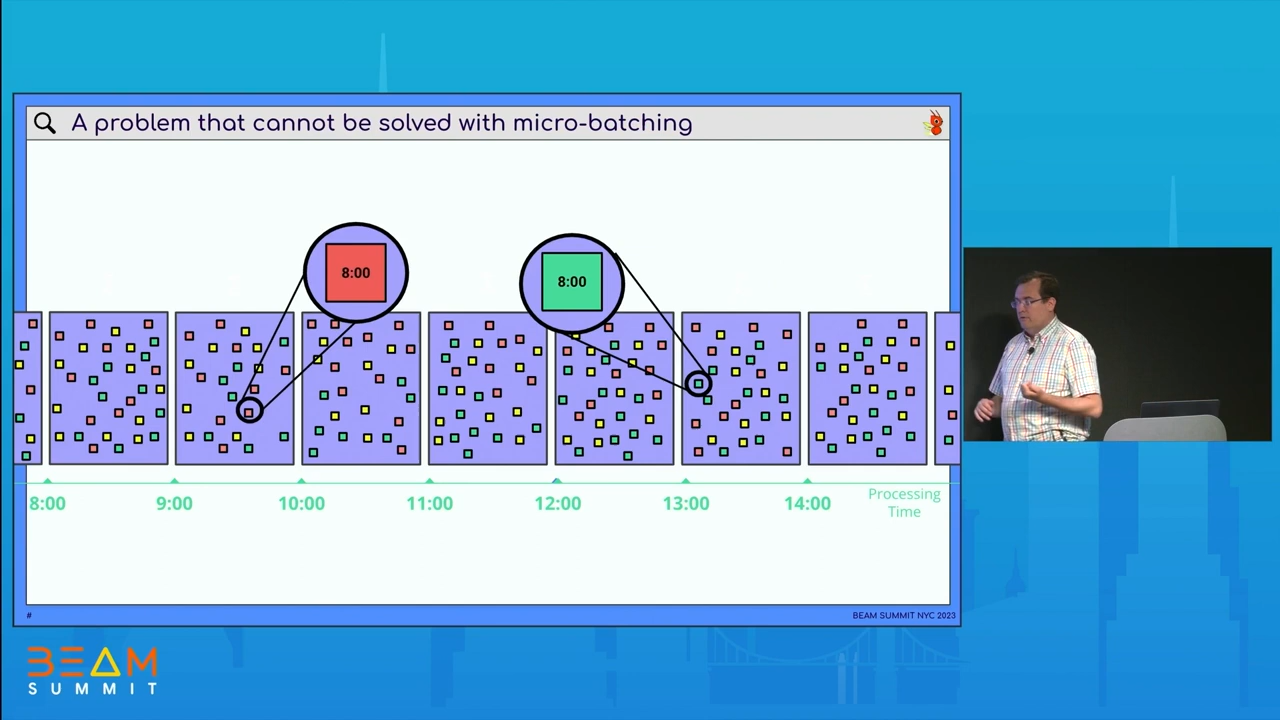 A problem that cannot be solved with micro-batching
8:00
8:00
8:00
9:00
10:00
11:00
12:00
13:00
14:00
Processing
Time
#
BEAM SUMMIT NYC 2023
BEAM
SUMMIT